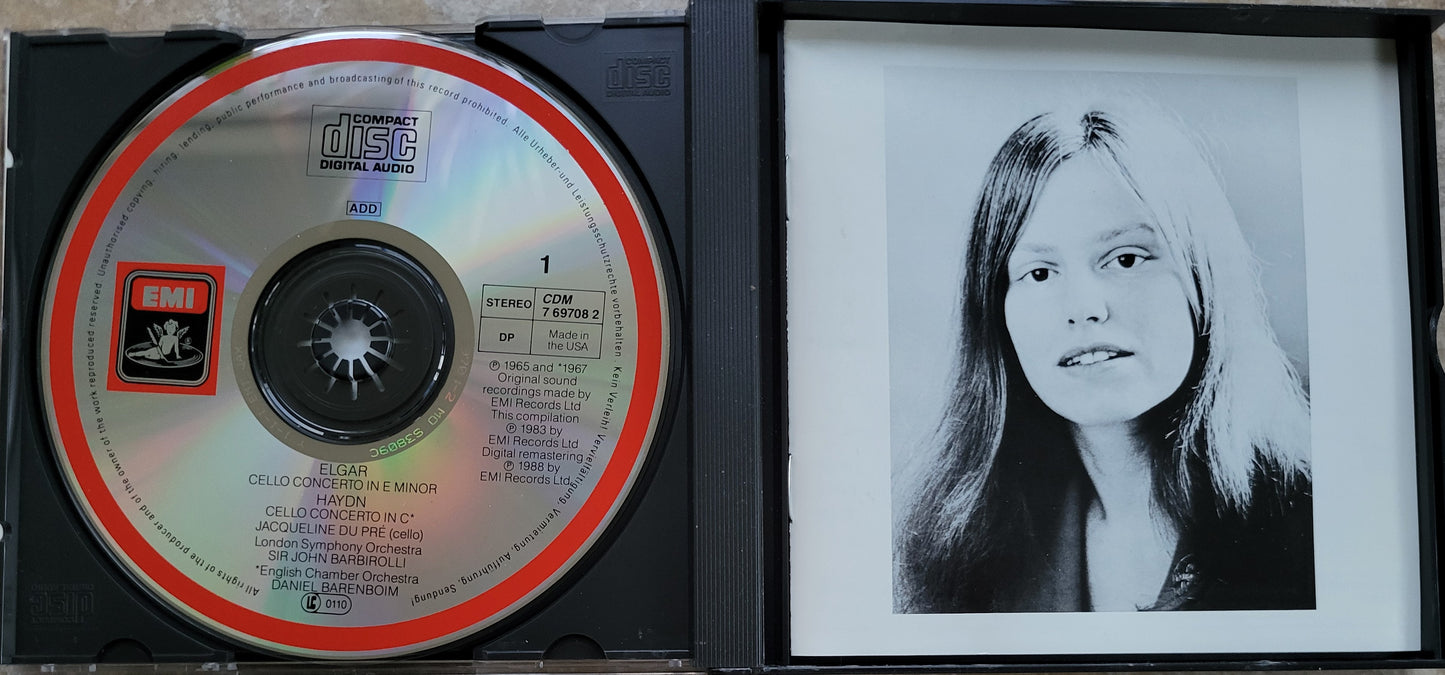 All rights of the producer and of the owner of the work reproduced reserved. Unauthorised copying, hiring, lending, public performance and broadcasting of this record prohibited. Alle Urheber- und Leistungsschutzrechte vorbehalten. Kein Verleih! Vervielfältigung, Vermietung, Aufführung, Sendung!
COMPACT
disc
DIGITAL AUDIO
ADD
EMI
1
STEREO
CDM
7 69708 2
DP
Made in
the USA
℗ 1965 and *1967
Original sound
recordings made by
EMI Records Ltd
This compilation
℗ 1983 by
EMI Records Ltd
Digital remastering
℗ 1988 by
EMI Records Ltd.
S3809C
ELGAR
CELLO CONCERTO IN E MINOR
HAYDN
CELLO CONCERTO IN C*
JACQUELINE DU PRÉ (cello)
London Symphony Orchestra
SIR JOHN BARBIROLLI
*English Chamber Orchestra
DANIEL BARENBOIM
LC 0110
COMPACT
disc
DIGITAL AUDIO
COMPACT
disc
DIGITAL AUDIO